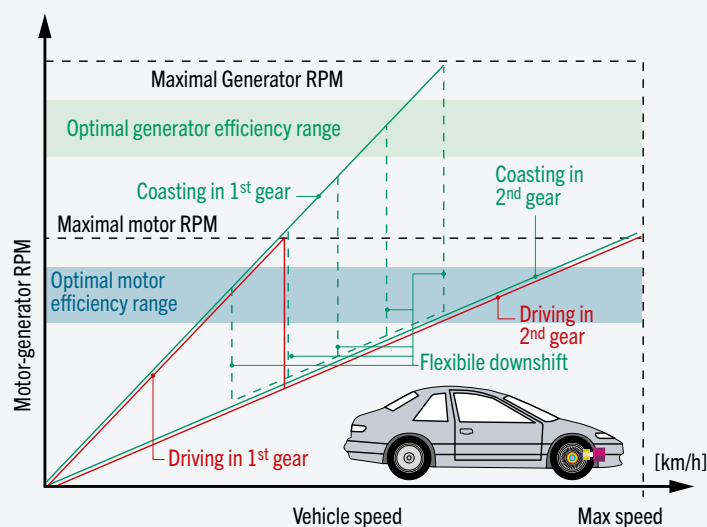 Maximal Generator RPM
Optimal generator efficiency range
Coasting in 1st gear
Coasting in
2nd gear
Maximal motor RPM
Optimal motor
efficiency range
Driving in
2nd gear
Flexibile downshift
Driving in 1st gear
Motor-generator RPM
[km/h]
Vehicle speed
Max speed